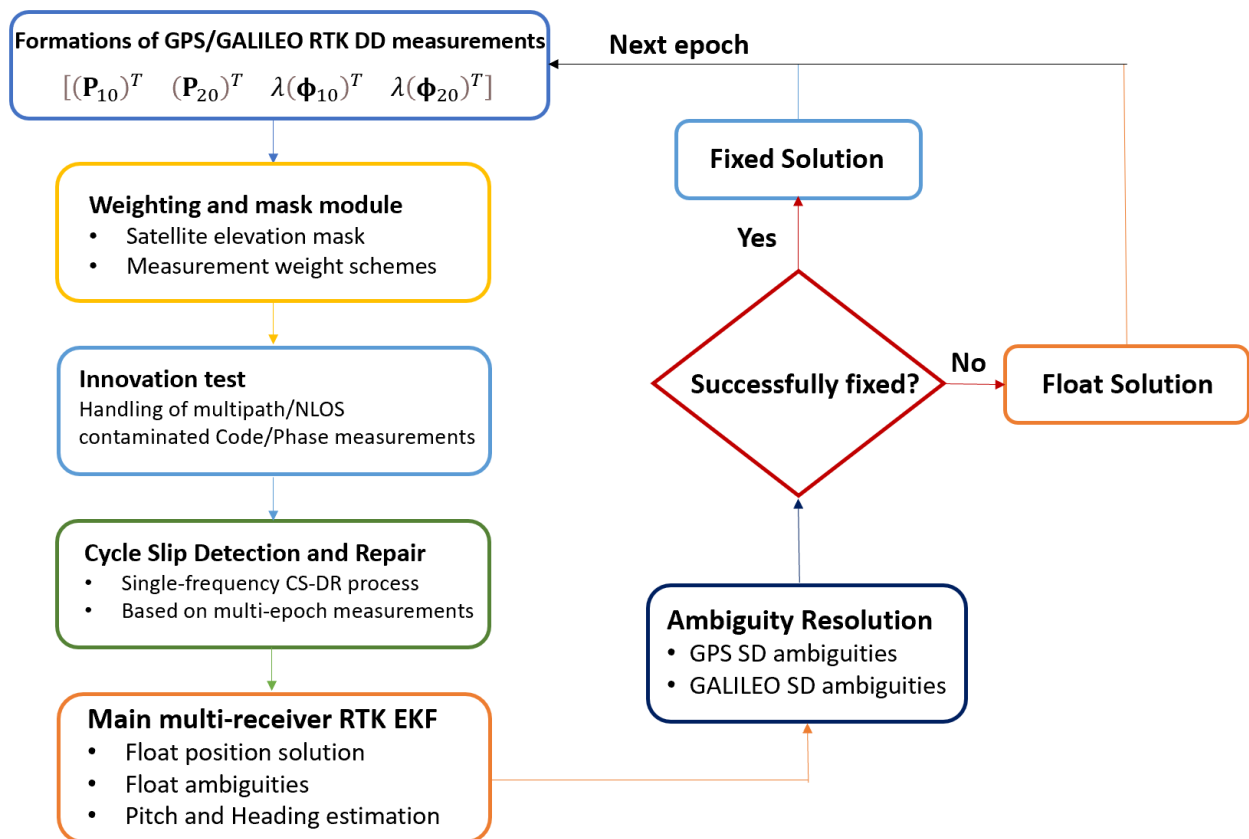 Formations of GPS/GALILEO RTK DD measurements
[(𝐏₁₀)ᵀ (𝐏₂₀)ᵀ λ(𝛟₁₀)ᵀ λ(𝛟₂₀)ᵀ]
Weighting and mask module
• Satellite elevation mask
• Measurement weight schemes
Innovation test
Handling of multipath/NLOS
contaminated Code/Phase measurements
Cycle Slip Detection and Repair
• Single-frequency CS-DR process
• Based on multi-epoch measurements
Main multi-receiver RTK EKF
• Float position solution
• Float ambiguities
• Pitch and Heading estimation
Ambiguity Resolution
• GPS SD ambiguities
• GALILEO SD ambiguities
Successfully fixed?
Yes
Fixed Solution
No
Float Solution
Next epoch